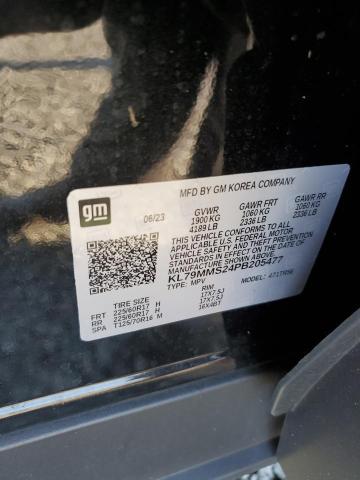 gm
MFD BY GM KOREA COMPANY
06/23
GVWR GAWR FRT GAWR RR
1900 KG 1060 KG 1060 KG
4189 LB 2336 LB 2336 LB
THIS VEHICLE CONFORMS TO ALL
APPLICABLE U.S. FEDERAL MOTOR
VEHICLE SAFETY AND THEFT PREVENTION
STANDARDS IN EFFECT ON THE DATE OF
MANUFACTURE SHOWN ABOVE.
KL79MMS24PB205477
TYPE: MPV MODEL:
TIRE SIZE RIM
FRT 225/60R17 H 17X7.5J
RR 225/60R17 H 17X7.5J
SPA T125/70R16 M 16X4BT